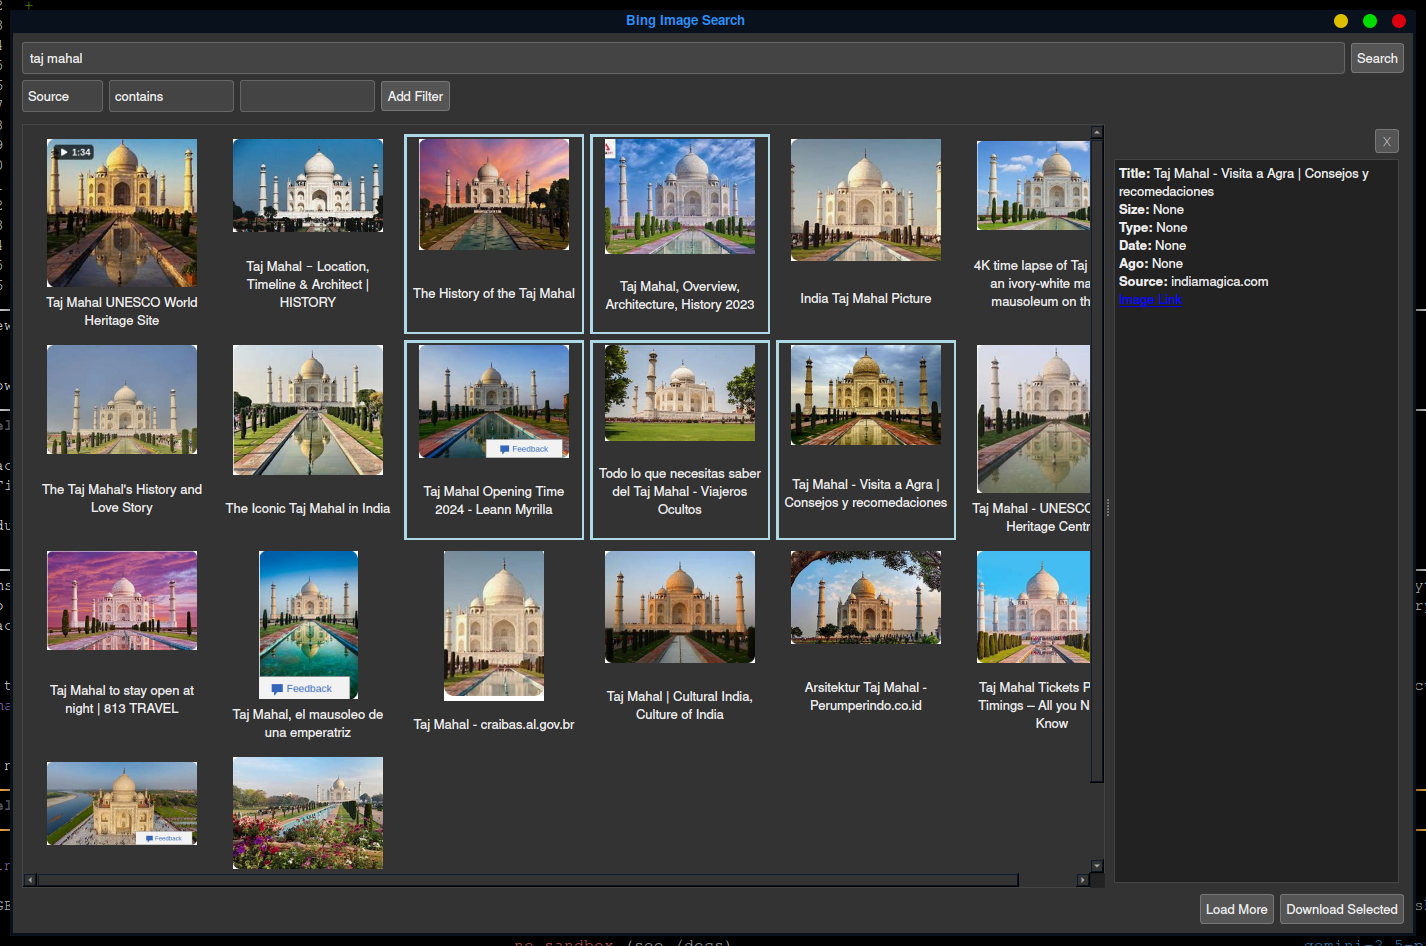 Bing Image Search
taj mahal
Search
Source
contains
Add Filter
1:34
Taj Mahal UNESCO World
Heritage Site
Taj Mahal – Location,
Timeline & Architect |
HISTORY
The History of the Taj Mahal
Taj Mahal, Overview,
Architecture, History 2023
India Taj Mahal Picture
4K time lapse of Taj
an ivory-white ma
mausoleum on th
The Taj Mahal's History and
Love Story
The Iconic Taj Mahal in India
Feedback
Taj Mahal Opening Time
2024 - Leann Myrilla
Todo lo que necesitas saber
del Taj Mahal - Viajeros
Ocultos
Taj Mahal - Visita a Agra |
Consejos y recomedaciones
Taj Mahal - UNESCO
Heritage Centr
Taj Mahal to stay open at
night | 813 TRAVEL
Feedback
Taj Mahal, el mausoleo de
una emperatriz
Taj Mahal - craibas.al.gov.br
Taj Mahal | Cultural India,
Culture of India
Arsitektur Taj Mahal -
Perumperindo.co.id
Taj Mahal Tickets P
Timings – All you N
Know
Feedback
X
Title: Taj Mahal - Visita a Agra | Consejos y
recomedaciones
Size: None
Type: None
Date: None
Ago: None
Source: indiamagica.com
Image Link
Load More
Download Selected
no sandbox (see /docs)